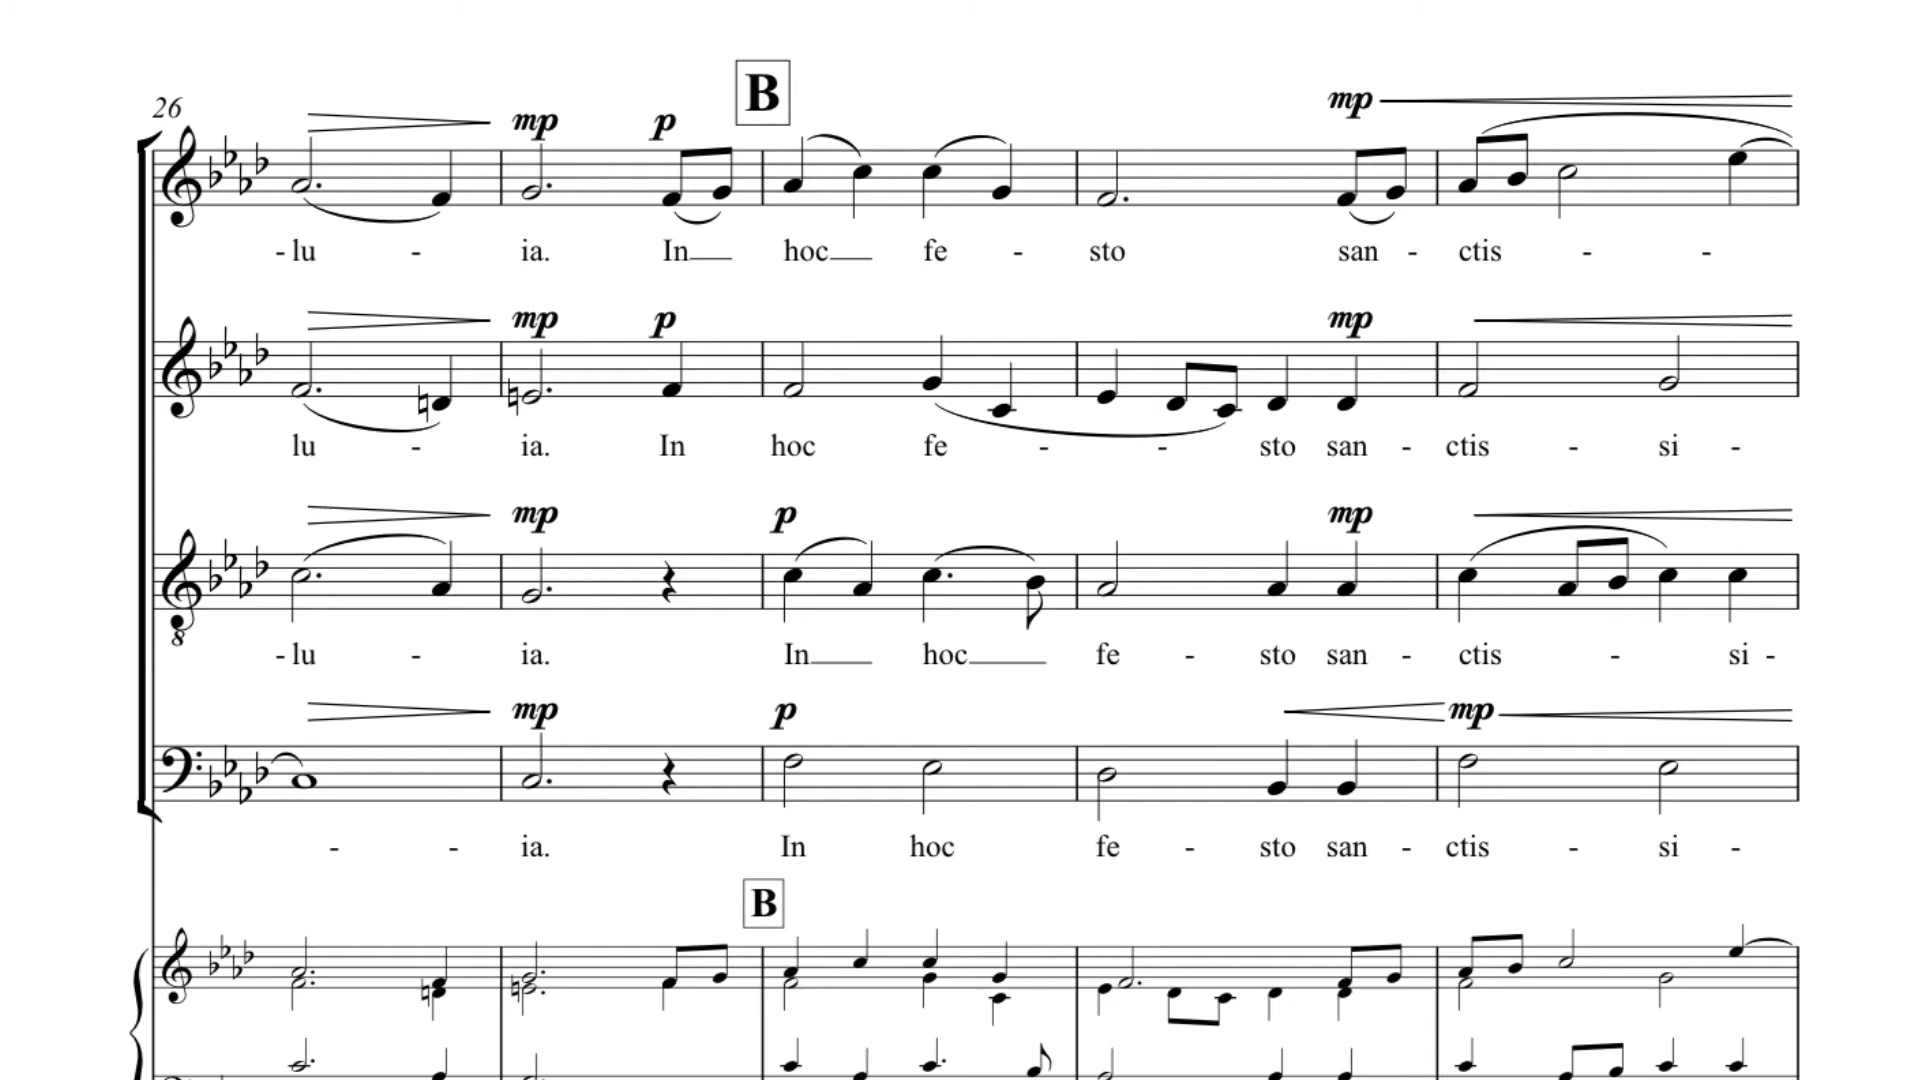 B
26
mp p mp
- lu - ia. In hoc fe - sto san - ctis - -
mp p mp
lu - ia. In hoc fe - - sto san - ctis - si -
mp p mp
8
- lu - ia. In hoc fe - sto san - ctis - si -
mp p mp
- - ia. In hoc fe - sto san - ctis - si -
B